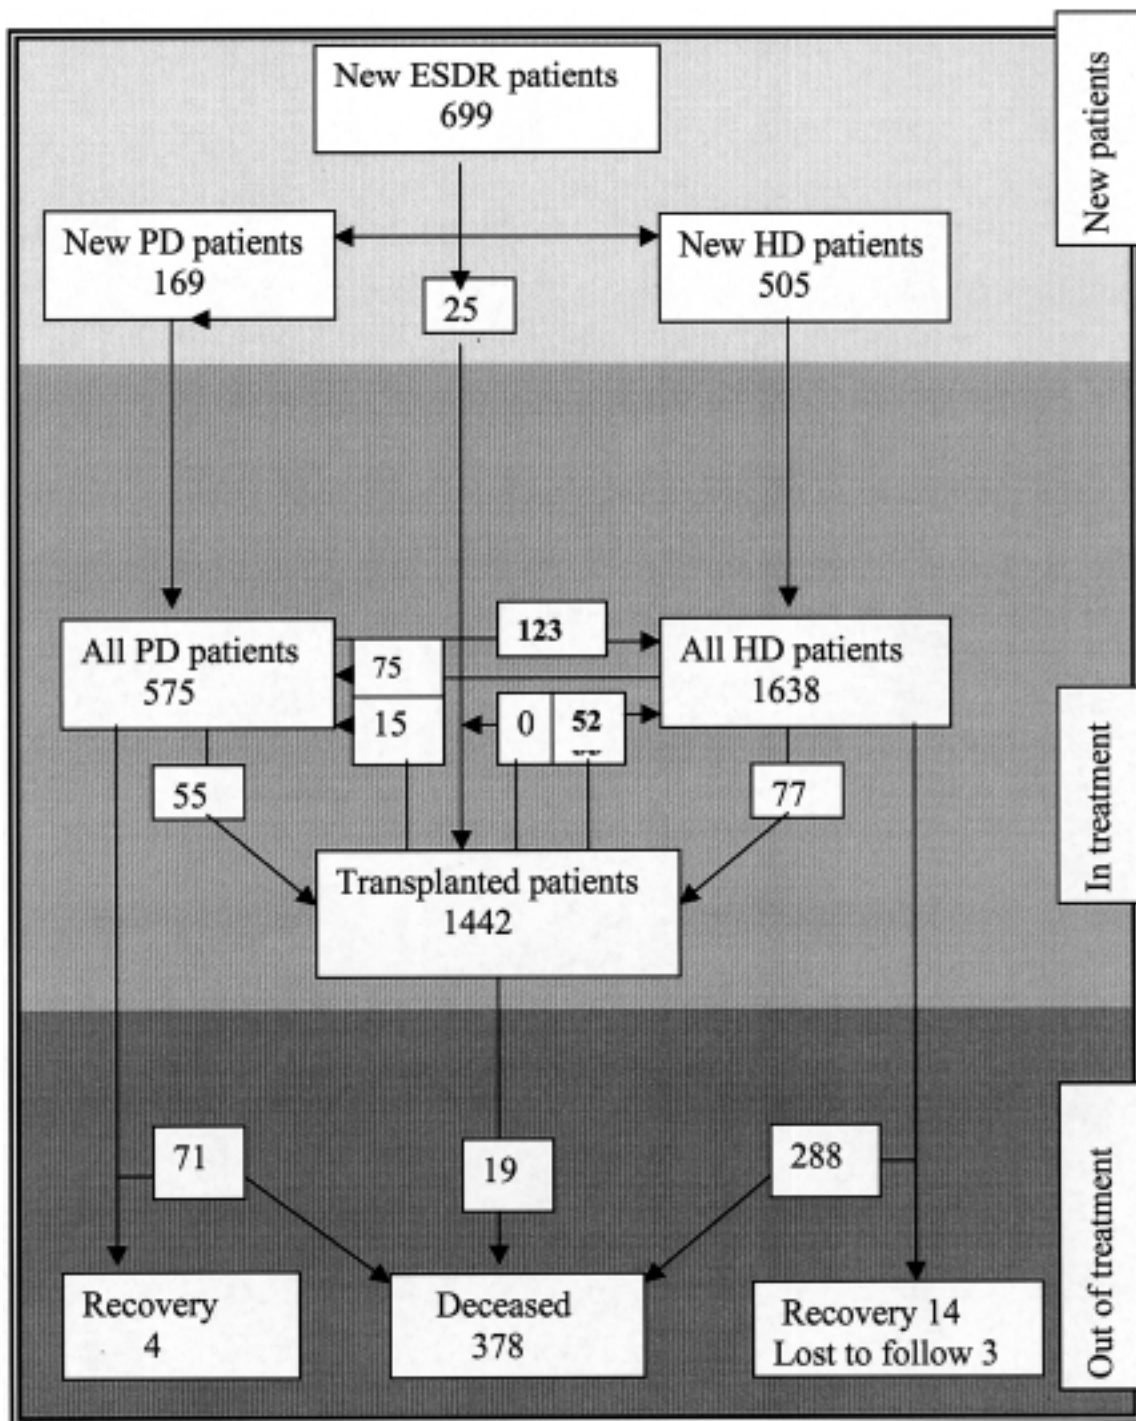 New ESDR patients
699
New patients
New PD patients
169
25
New HD patients
505
All PD patients
575
123
75
15
0
52
All HD patients
1638
55
77
Transplanted patients
1442
In treatment
71
19
288
Recovery
4
Deceased
378
Recovery 14
Lost to follow 3
Out of treatment